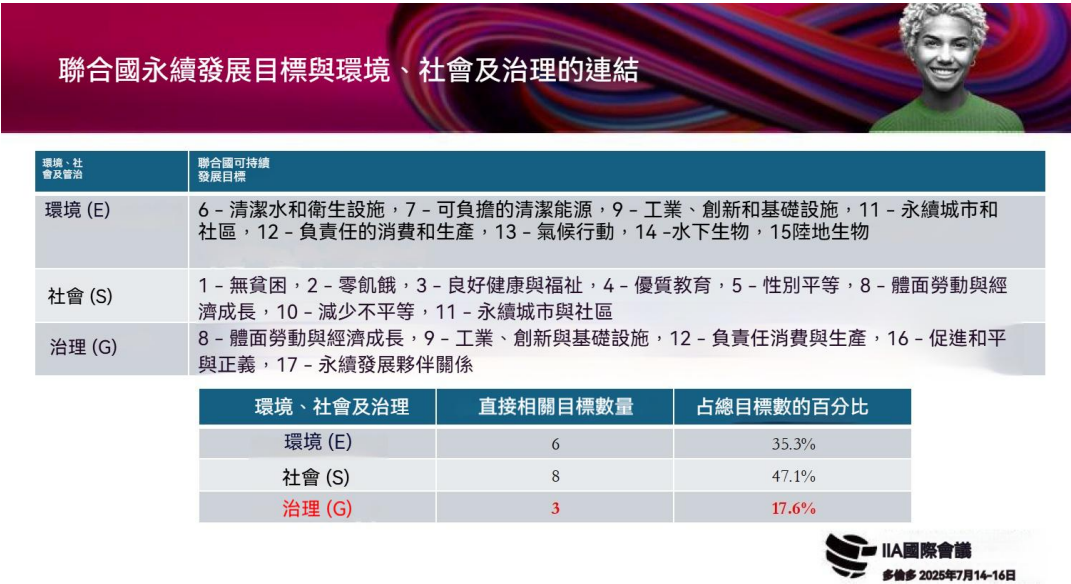 聯合國永續發展目標與環境、社會及治理的連結
環境、社
會及管治
聯合國可持續
發展目標
環境 (E)
6 – 清潔水和衛生設施，7 – 可負擔的清潔能源，9 – 工業、創新和基礎設施，11 – 永續城市和
社區，12 – 負責任的消費和生產，13 – 氣候行動，14 –水下生物，15陸地生物
社會 (S)
1 – 無貧困，2 – 零飢餓，3 – 良好健康與福祉，4 – 優質教育，5 – 性別平等，8 – 體面勞動與經
濟成長，10 – 減少不平等，11 – 永續城市與社區
治理 (G)
8 – 體面勞動與經濟成長，9 – 工業、創新與基礎設施，12 – 負責任消費與生產，16 – 促進和平
與正義，17 – 永續發展夥伴關係
環境、社會及治理 直接相關目標數量 占總目標數的百分比
環境 (E) 6 35.3%
社會 (S) 8 47.1%
治理 (G) 3 17.6%
IIA國際會議
多倫多 2025年7月14-16日